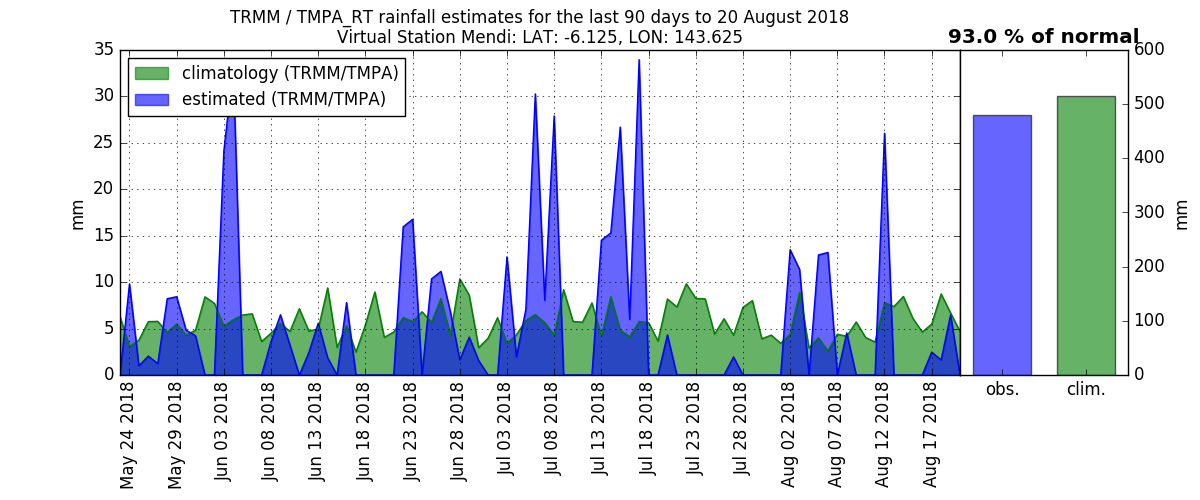 TRMM / TMPA_RT rainfall estimates for the last 90 days to 20 August 2018
Virtual Station Mendi: LAT: -6.125, LON: 143.625
93.0 % of normal
climatology (TRMM/TMPA)
estimated (TRMM/TMPA)
mm
35
30
25
20
15
10
5
0
May 24 2018
May 29 2018
Jun 03 2018
Jun 08 2018
Jun 13 2018
Jun 18 2018
Jun 23 2018
Jun 28 2018
Jul 03 2018
Jul 08 2018
Jul 13 2018
Jul 18 2018
Jul 23 2018
Jul 28 2018
Aug 02 2018
Aug 07 2018
Aug 12 2018
Aug 17 2018
obs.
clim.
600
500
400
300
200
100
0
mm